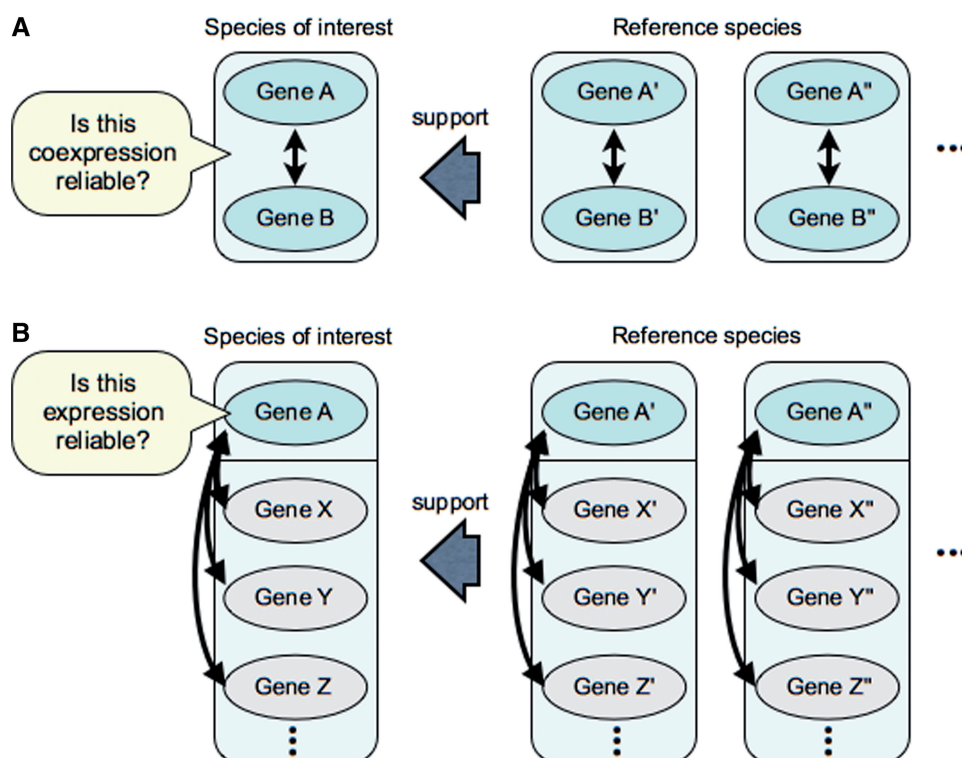 A
Species of interest
Reference species
Is this
coexpression
reliable?
Gene A
Gene B
support
Gene A'
Gene B'
Gene A"
Gene B"
...
B
Species of interest
Reference species
Is this
expression
reliable?
Gene A
Gene X
Gene Y
Gene Z
support
Gene A'
Gene X'
Gene Y'
Gene Z'
Gene A"
Gene X"
Gene Y"
Gene Z"
...